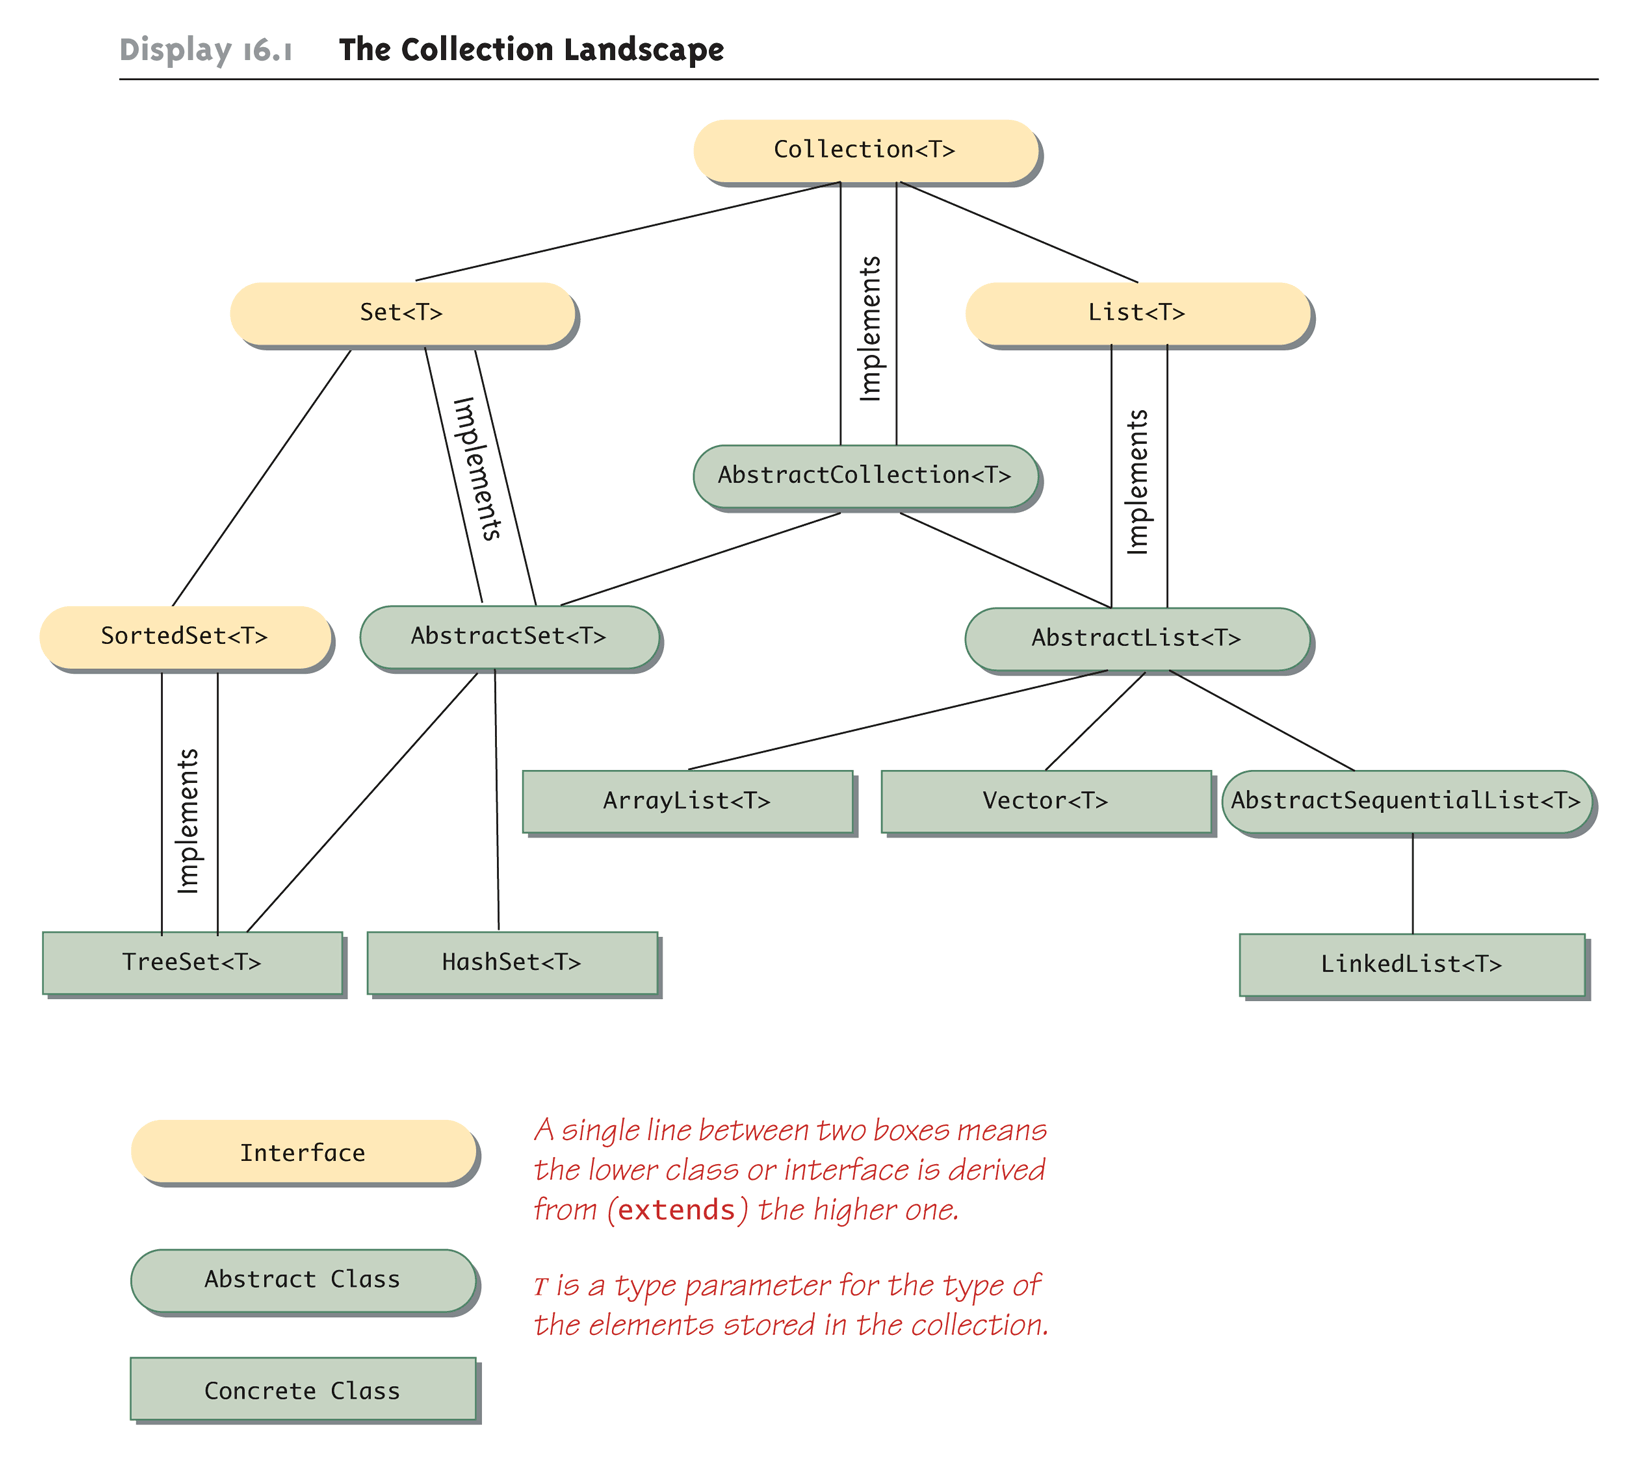 Display 16.1 The Collection Landscape
Collection<T>
Implements
Set<T>
List<T>
Implements
Implements
AbstractCollection<T>
SortedSet<T>
AbstractSet<T>
AbstractList<T>
Implements
ArrayList<T>
Vector<T>
AbstractSequentialList<T>
TreeSet<T>
HashSet<T>
LinkedList<T>
Interface
Abstract Class
Concrete Class
A single line between two boxes means
the lower class or interface is derived
from (extends) the higher one.
T is a type parameter for the type of
the elements stored in the collection.